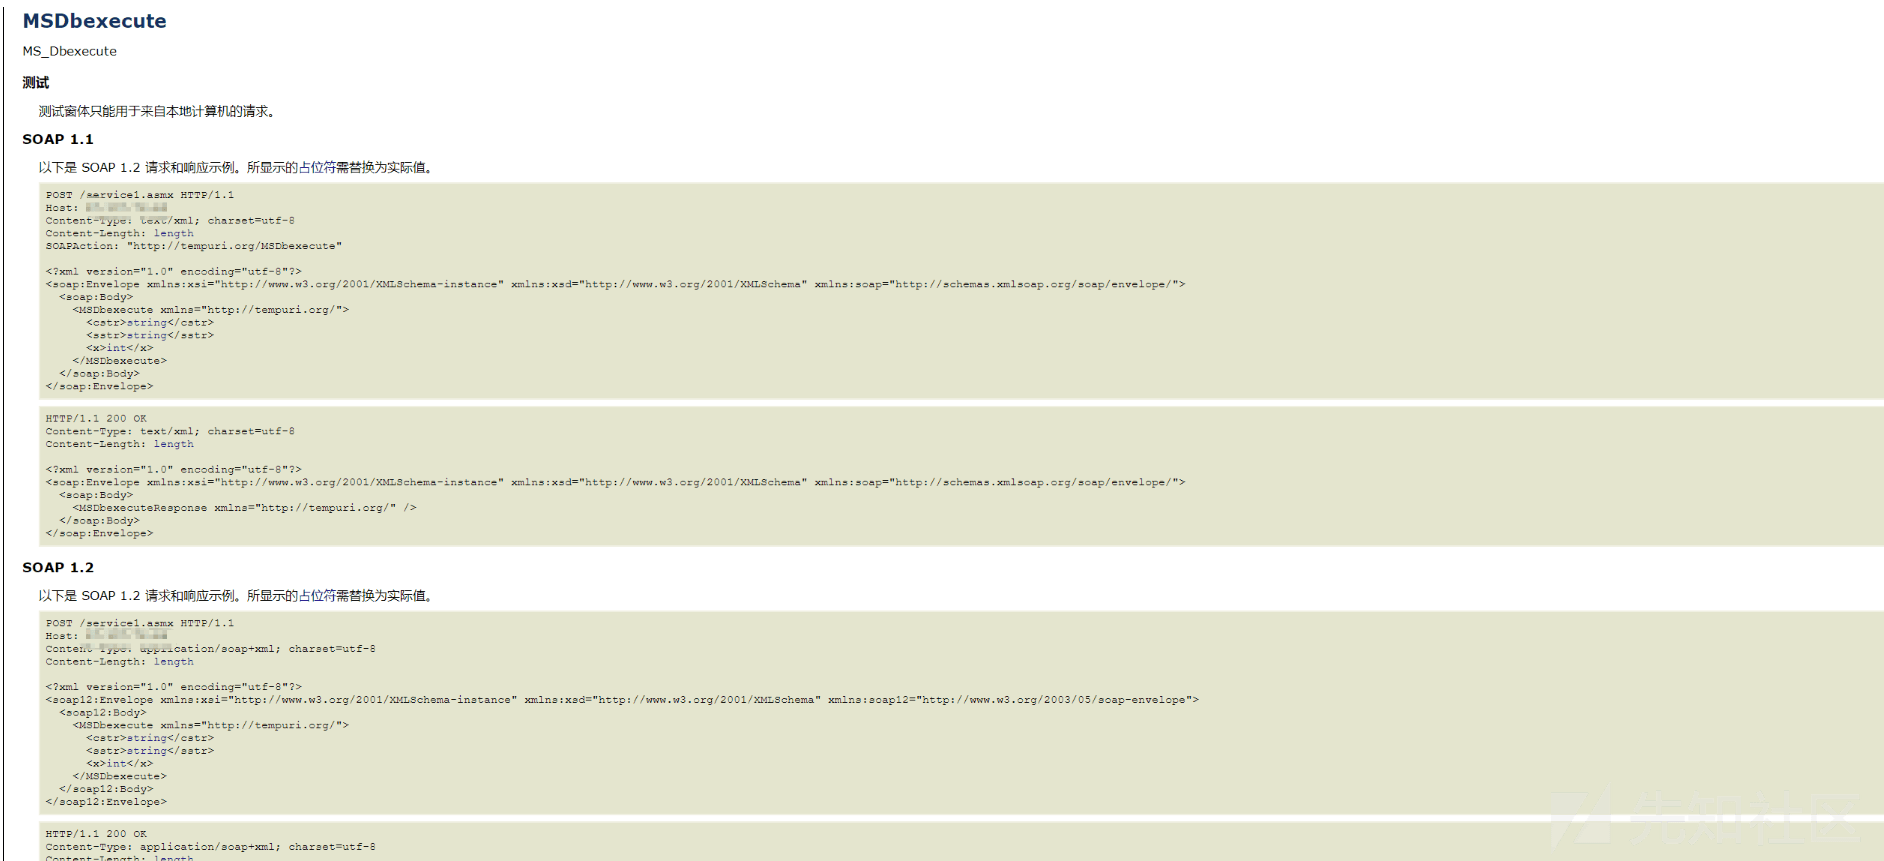 MSDbexecute
MS_Dbexecute
测试
测试窗体只能用于来自本地计算机的请求。
SOAP 1.1
以下是 SOAP 1.2 请求和响应示例。所显示的占位符需替换为实际值。
POST /service1.asmx HTTP/1.1
Host:
Content-Type: text/xml; charset=utf-8
Content-Length: length
SOAPAction: "http://tempuri.org/MSDbexecute"
<?xml version="1.0" encoding="utf-8"?>
<soap:Envelope xmlns:xsi="http://www.w3.org/2001/XMLSchema-instance" xmlns:xsd="http://www.w3.org/2001/XMLSchema" xmlns:soap="http://schemas.xmlsoap.org/soap/envelope/">
<soap:Body>
<MSDbexecute xmlns="http://tempuri.org/">
<cstr>string</cstr>
<sstr>string</sstr>
<x>int</x>
</MSDbexecute>
</soap:Body>
</soap:Envelope>
HTTP/1.1 200 OK
Content-Type: text/xml; charset=utf-8
Content-Length: length
<?xml version="1.0" encoding="utf-8"?>
<soap:Envelope xmlns:xsi="http://www.w3.org/2001/XMLSchema-instance" xmlns:xsd="http://www.w3.org/2001/XMLSchema" xmlns:soap="http://schemas.xmlsoap.org/soap/envelope/">
<soap:Body>
<MSDbexecuteResponse xmlns="http://tempuri.org/" />
</soap:Body>
</soap:Envelope>
SOAP 1.2
以下是 SOAP 1.2 请求和响应示例。所显示的占位符需替换为实际值。
POST /service1.asmx HTTP/1.1
Host:
Content-Type: application/soap+xml; charset=utf-8
Content-Length: length
<?xml version="1.0" encoding="utf-8"?>
<soap12:Envelope xmlns:xsi="http://www.w3.org/2001/XMLSchema-instance" xmlns:xsd="http://www.w3.org/2001/XMLSchema" xmlns:soap12="http://www.w3.org/2003/05/soap-envelope">
<soap12:Body>
<MSDbexecute xmlns="http://tempuri.org/">
<cstr>string</cstr>
<sstr>string</sstr>
<x>int</x>
</MSDbexecute>
</soap12:Body>
</soap12:Envelope>
HTTP/1.1 200 OK
Content-Type: application/soap+xml; charset=utf-8
Content-Length: length
先知社区